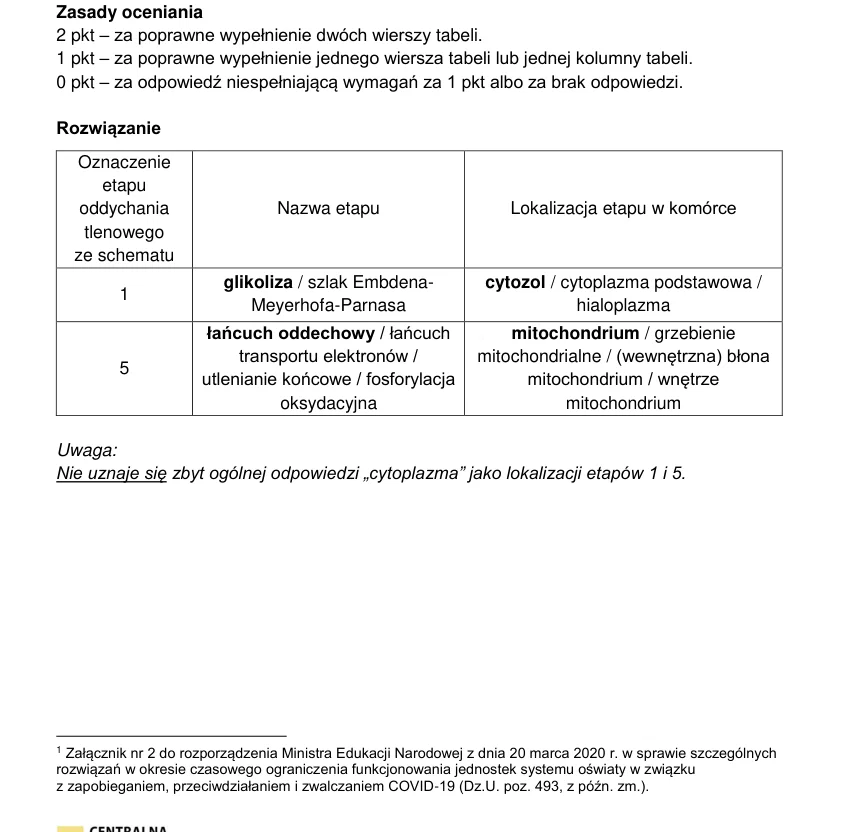 Zasady oceniania
2 pkt – za poprawne wypełnienie dwóch wierszy tabeli.
1 pkt – za poprawne wypełnienie jednego wiersza tabeli lub jednej kolumny tabeli.
0 pkt – za odpowiedź niespełniającą wymagań za 1 pkt albo za brak odpowiedzi.
Rozwiązanie
Oznaczenie
etapu
oddychania
tlenowego
ze schematu
Nazwa etapu
Lokalizacja etapu w komórce
1
glikoliza / szlak Embdena-
Meyerhofa-Parnasa
cytozol / cytoplazma podstawowa /
hialoplazma
5
łańcuch oddechowy / łańcuch
transportu elektronów /
utlenianie końcowe / fosforylacja
oksydacyjna
mitochondrium / grzebienie
mitochondrialne / (wewnętrzna) błona
mitochondrium / wnętrze
mitochondrium
Uwaga:
Nie uznaje się zbyt ogólnej odpowiedzi „cytoplazma” jako lokalizacji etapów 1 i 5.
1 Załącznik nr 2 do rozporządzenia Ministra Edukacji Narodowej z dnia 20 marca 2020 r. w sprawie szczególnych
rozwiązań w okresie czasowego ograniczenia funkcjonowania jednostek systemu oświaty w związku
z zapobieganiem, przeciwdziałaniem i zwalczaniem COVID-19 (Dz.U. poz. 493, z późn. zm.).
CENTRALNA